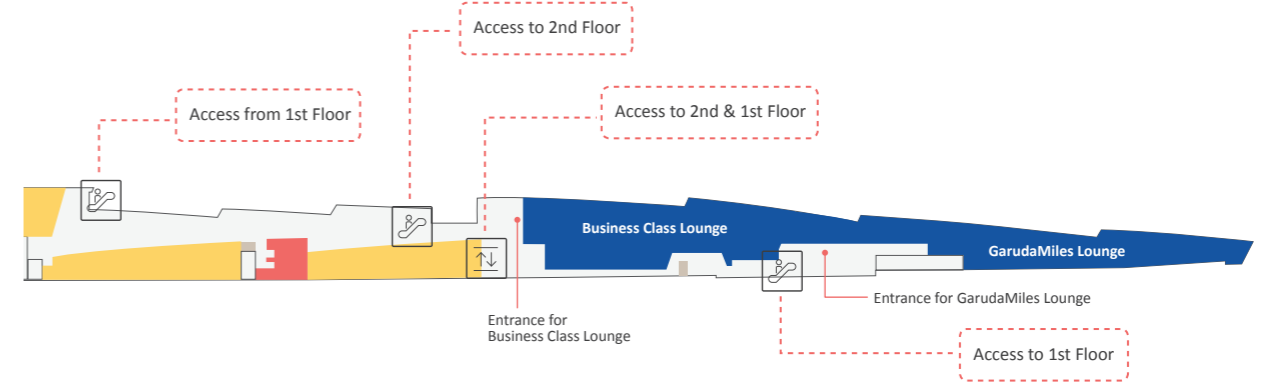 Access to 2nd Floor
Access from 1st Floor
Access to 2nd & 1st Floor
Business Class Lounge
GarudaMiles Lounge
Entrance for GarudaMiles Lounge
Entrance for
Business Class Lounge
Access to 1st Floor